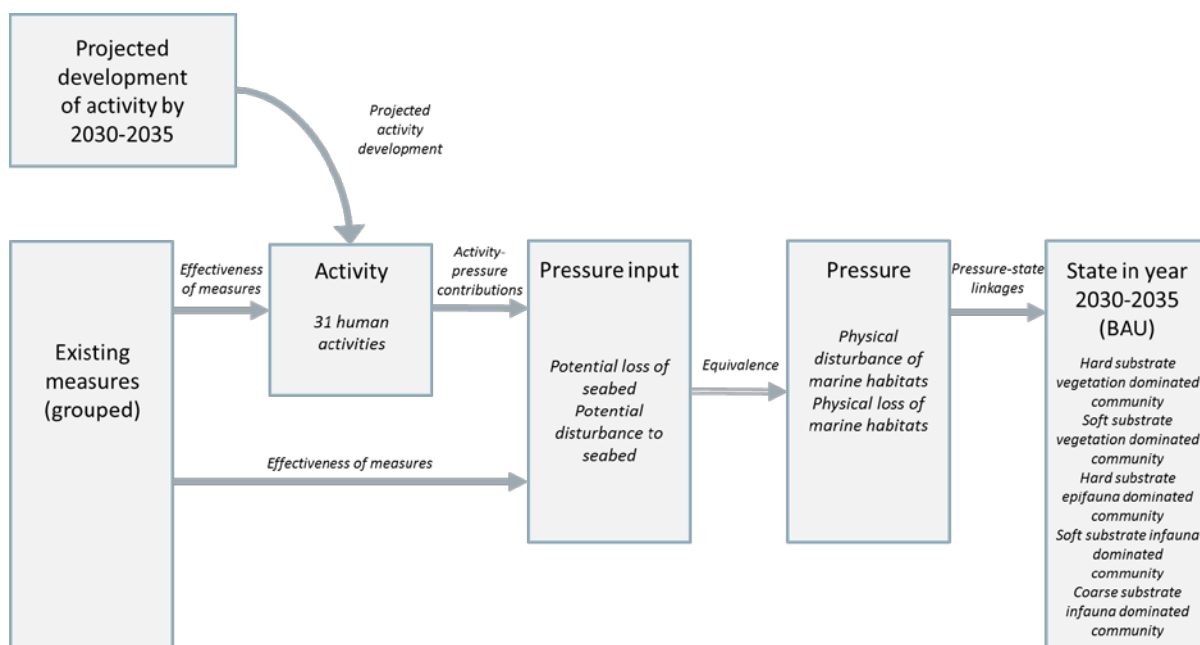 Projected
development
of activity by
2030-2035
Projected
activity
development
Existing
measures
(grouped)
Effectiveness
of measures
Activity
31 human
activities
Activity-
pressure
contributions
Effectiveness of measures
Pressure input
Potential loss of
seabed
Potential
disturbance to
seabed
Equivalence
Pressure
Physical
disturbance of
marine habitats
Physical loss of
marine habitats
Pressure-state
linkages
State in year
2030-2035
(BAU)
Hard substrate
vegetation dominated
community
Soft substrate
vegetation dominated
community
Hard substrate
epifauna dominated
community
Soft substrate infauna
dominated
community
Coarse substrate
infauna dominated
community